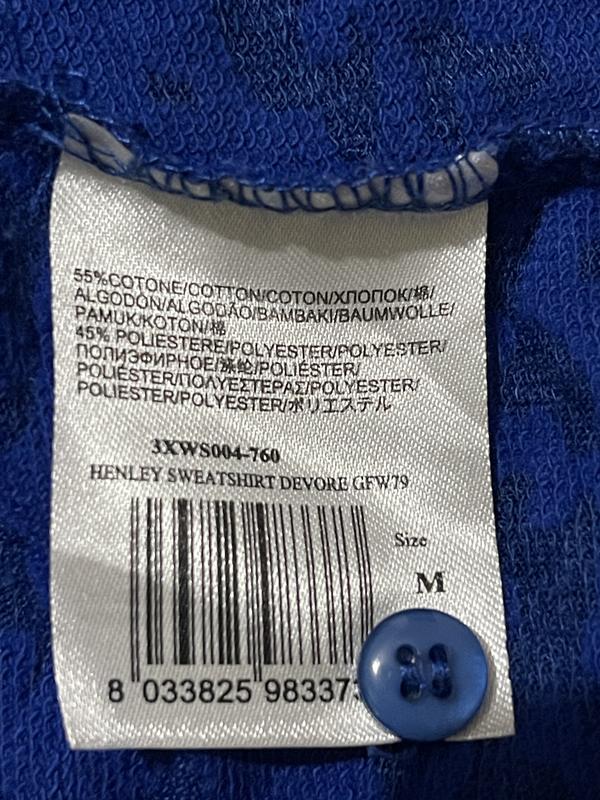 55%COTONE/COTTON/COTON/ХЛОПОК/棉/
ALGODON/ALGODÃO/BAMBAKI/BAUMWOLLE/
PAMUK/KOTON/棉
45% POLIESTERE/POLYESTER/POLYESTER/
ПОЛИЭФИРНОЕ/涤纶/POLIÉSTER/
POLIÉSTER/ΠΟΛΥΕΣΤΕΡΑΣ/POLYESTER/
POLIESTER/POLYESTER/ポリエステル
3XWS004-760
HENLEY SWEATSHIRT DEVORE GFW79
Size
M
8 033825 983373